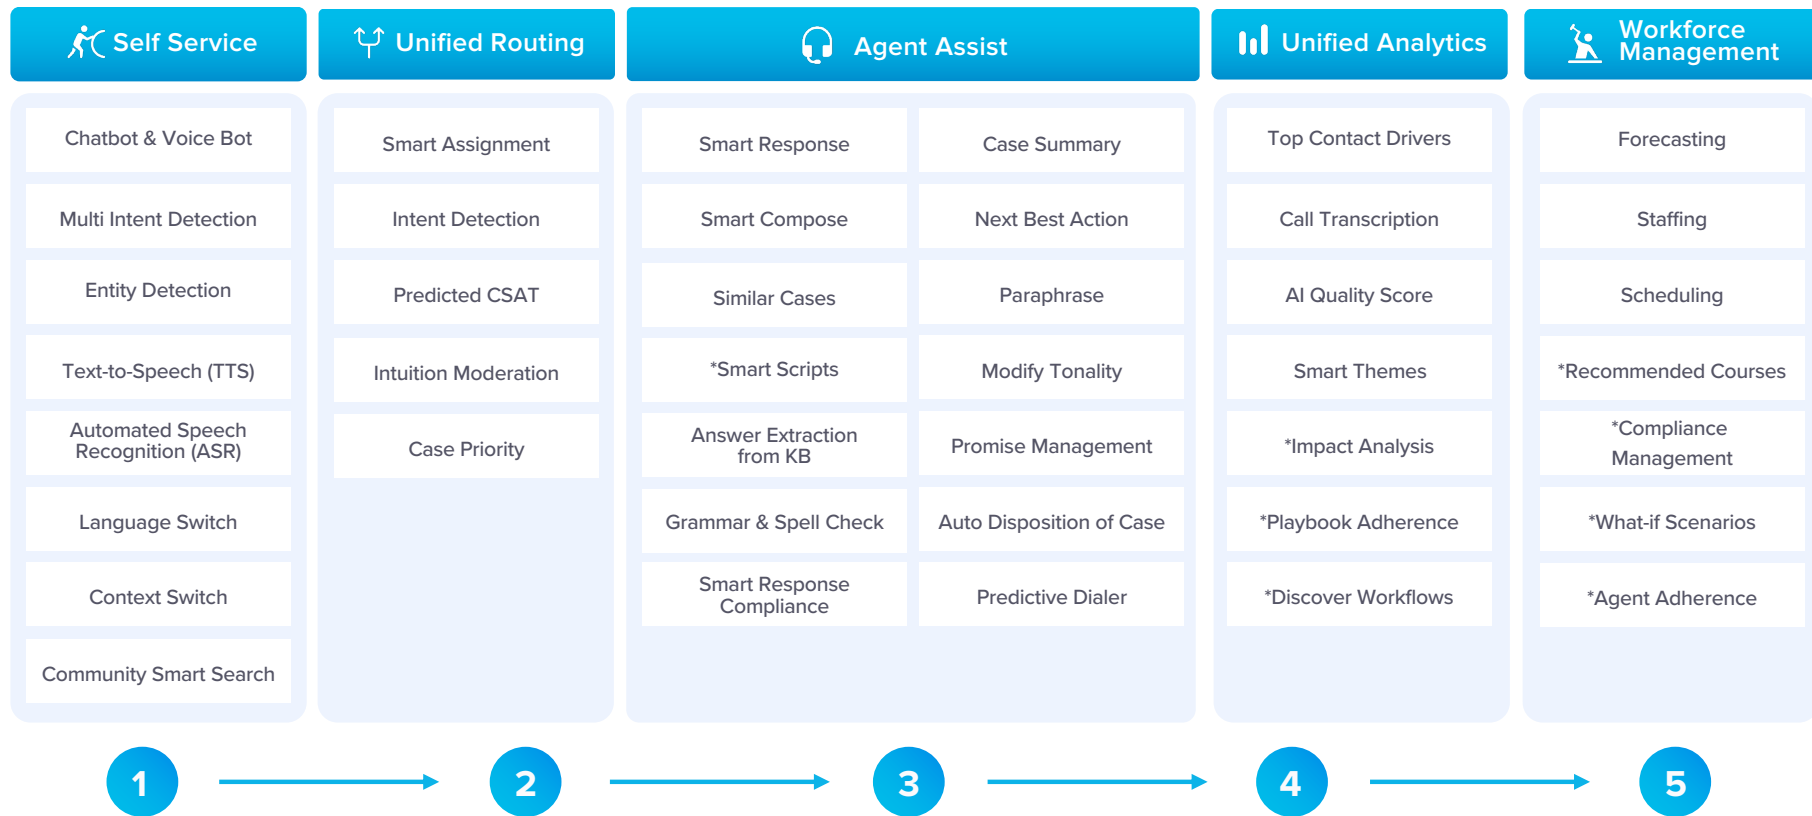 Self Service
Chatbot & Voice Bot
Multi Intent Detection
Entity Detection
Text-to-Speech (TTS)
Automated Speech
Recognition (ASR)
Language Switch
Context Switch
Community Smart Search
Unified Routing
Smart Assignment
Intent Detection
Predicted CSAT
Intuition Moderation
Case Priority
Agent Assist
Smart Response
Smart Compose
Similar Cases
*Smart Scripts
Answer Extraction
from KB
Grammar & Spell Check
Smart Response
Compliance
Case Summary
Next Best Action
Paraphrase
Modify Tonality
Promise Management
Auto Disposition of Case
Predictive Dialer
Unified Analytics
Top Contact Drivers
Call Transcription
AI Quality Score
Smart Themes
*Impact Analysis
*Playbook Adherence
*Discover Workflows
Workforce
Management
Forecasting
Staffing
Scheduling
*Recommended Courses
*Compliance
Management
*What-if Scenarios
*Agent Adherence
1
2
3
4
5